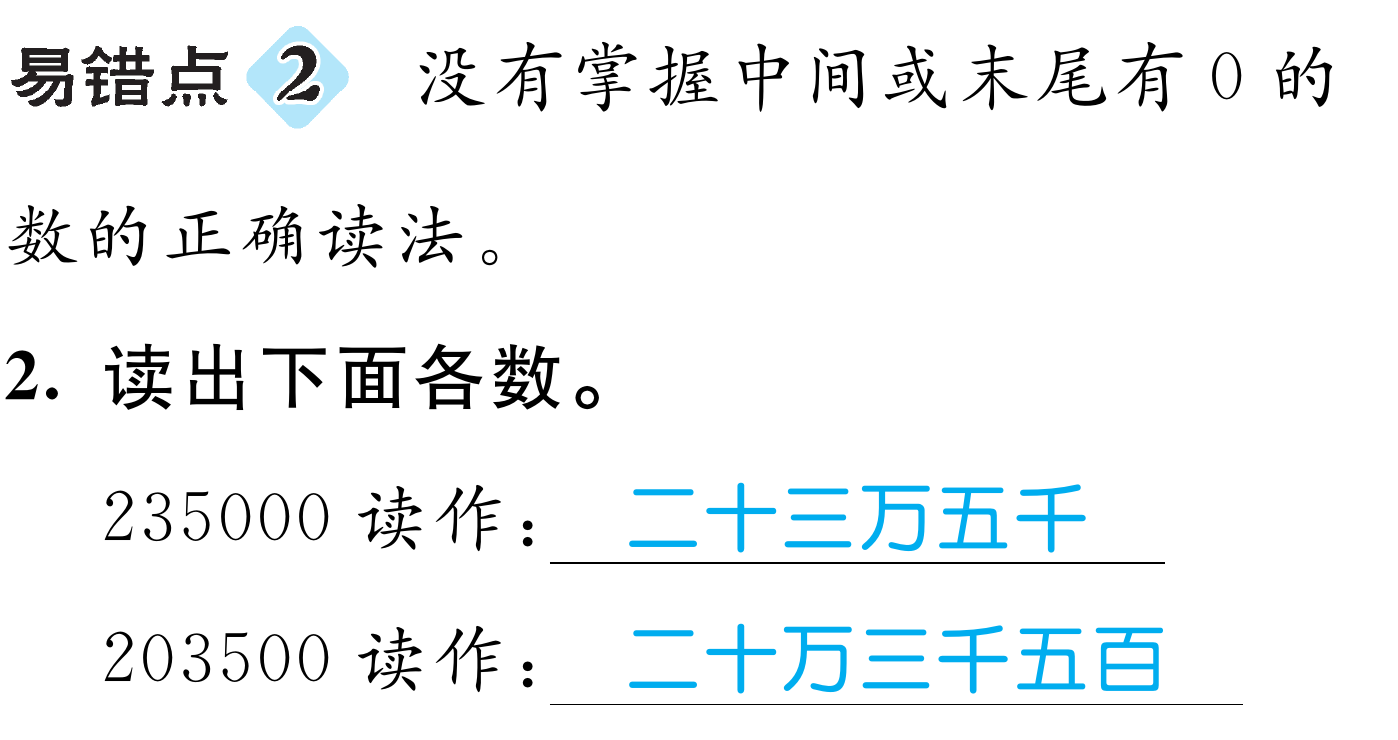 易错点 2 没有掌握中间或末尾有 0 的
数的正确读法。
2. 读出下面各数。
235000 读作：二十三万五千
203500 读作：二十万三千五百